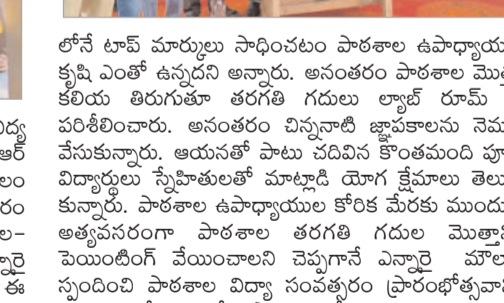 లోనే టాప్ మార్కులు సాధించటం పాఠశాల ఉపాధ్యాయు
కృషి ఎంతో ఉన్నదని అన్నారు. అనంతరం పాఠశాల మొత్త
కలియ తిరుగుతూ తరగతి గదులు ల్యాబ్ రూమ్
పరిశీలించారు. అనంతరం చిన్ననాటి జ్ఞాపకాలను నెమ
వేసుకున్నారు. ఆయనతో పాటు చదివిన కొంతమంది పూ
విద్యార్థులు స్నేహితులతో మాట్లాడి యోగ క్షేమాలు తెలు
కున్నారు. పాఠశాల ఉపాధ్యాయుల కోరిక మేరకు ముందు
అత్యవసరంగా పాఠశాల తరగతి గదుల మొత్తా
పెయింటింగ్ వేయించాలని చెప్పగానే ఎన్నారై మౌల
స్పందించి పాఠశాల విద్యా సంవత్సరం ప్రారంభోత్సవా
ద్య
ఆర్
లం
రం
ల-
న్నారై
ఈ